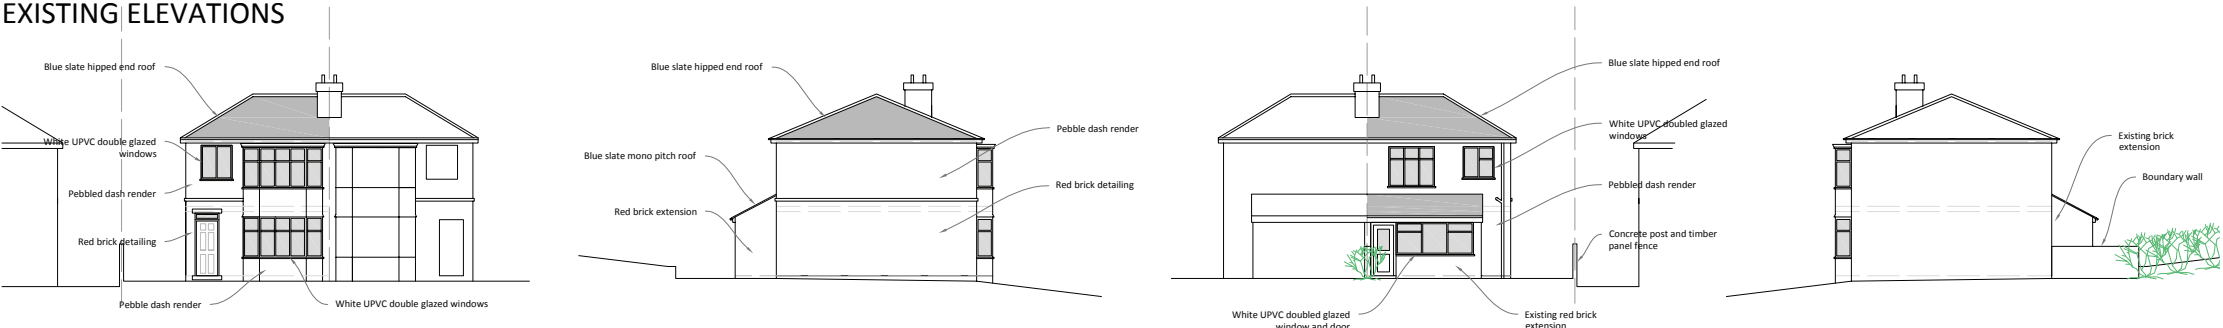 EXISTING ELEVATIONS
Blue slate hipped end roof
White UPVC double glazed
windows
Pebbled dash render
Red brick detailing
Pebble dash render
White UPVC double glazed windows
Blue slate hipped end roof
Pebble dash render
Blue slate mono pitch roof
Red brick detailing
Red brick extension
Blue slate hipped end roof
White UPVC doubled glazed
windows
Pebbled dash render
Concrete post and timber
panel fence
White UPVC doubled glazed
window and door
Existing red brick
extension
Existing brick
extension
Boundary wall